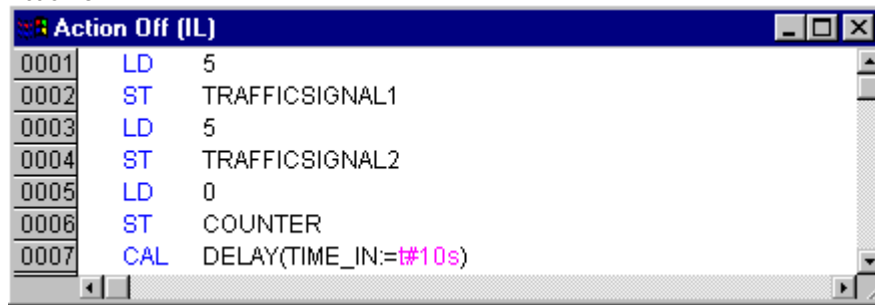 Action Off (IL)
0001 LD 5
0002 ST TRAFFICSIGNAL1
0003 LD 5
0004 ST TRAFFICSIGNAL2
0005 LD 0
0006 ST COUNTER
0007 CAL DELAY(TIME_IN:=t#10s)